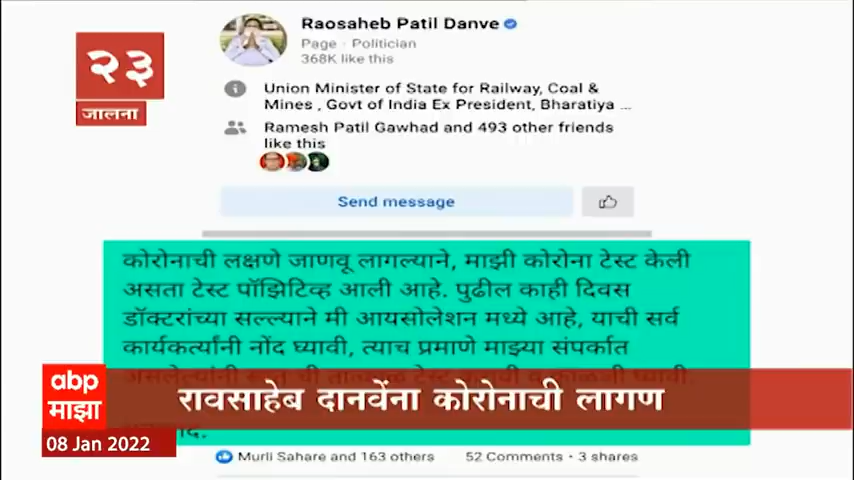 Raosaheb Patil Danve
Page · Politician
368K like this
२३
जालना
Union Minister of State for Railway, Coal &
Mines , Govt of India Ex President, Bharatiya ...
Ramesh Patil Gawhad and 493 other friends
like this
Send message
कोरोनाची लक्षणे जाणवू लागल्याने, माझी कोरोना टेस्ट केली
असता टेस्ट पॉझिटिव्ह आली आहे. पुढील काही दिवस
डॉक्टरांच्या सल्ल्याने मी आयसोलेशन मध्ये आहे, याची सर्व
कार्यकर्त्यांनी नोंद घ्यावी, त्याच प्रमाणे माझ्या संपर्कात
abp
माझा
रावसाहेब दानवेंना कोरोनाची लागण
08 Jan 2022
Murli Sahare and 163 others 52 Comments · 3 shares